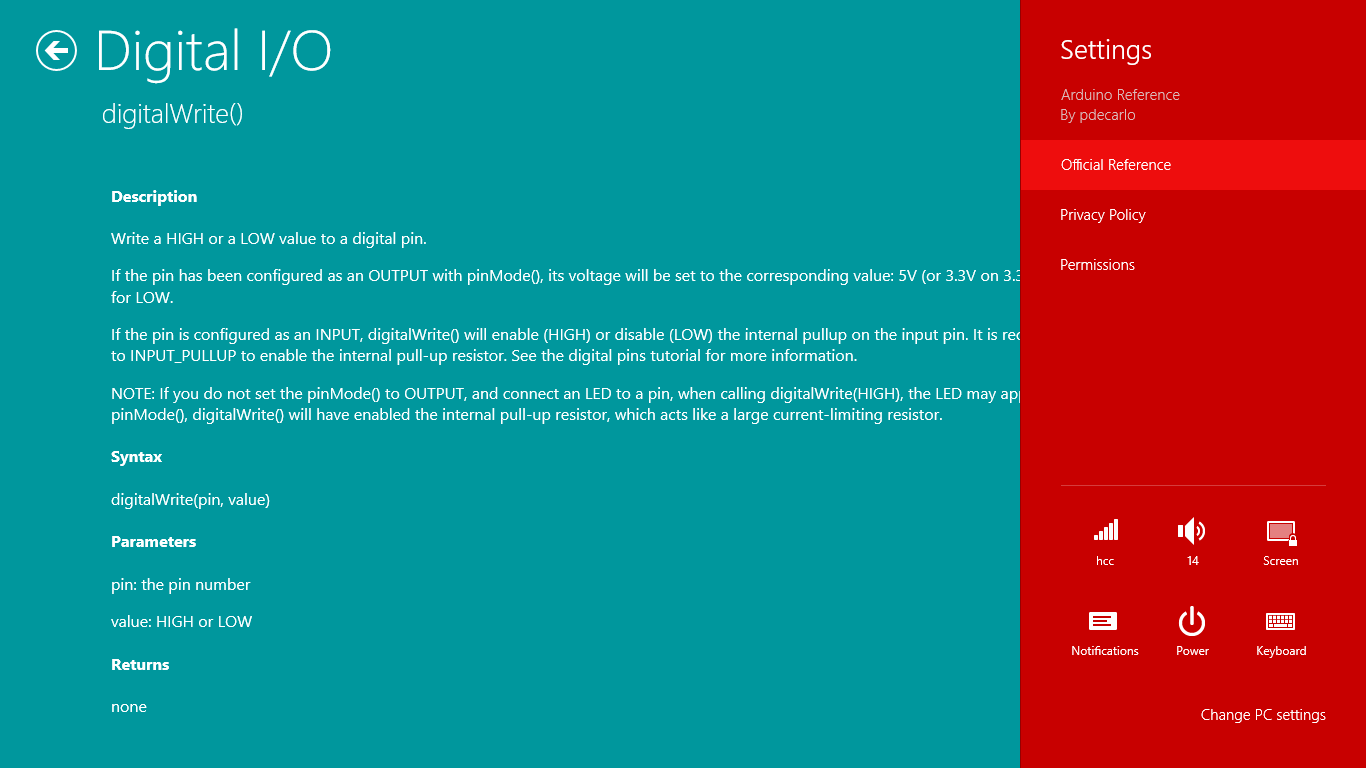 Digital I/O
digitalWrite()
Description
Write a HIGH or a LOW value to a digital pin.
If the pin has been configured as an OUTPUT with pinMode(), its voltage will be set to the corresponding value: 5V (or 3.3V on
for LOW.
If the pin is configured as an INPUT, digitalWrite() will enable (HIGH) or disable (LOW) the internal pullup on the input pin. It is
to INPUT_PULLUP to enable the internal pull-up resistor. See the digital pins tutorial for more information.
NOTE: If you do not set the pinMode() to OUTPUT, and connect an LED to a pin, when calling digitalWrite(HIGH), the LED may
pinMode(), digitalWrite() will have enabled the internal pull-up resistor, which acts like a large current-limiting resistor.
Syntax
digitalWrite(pin, value)
Parameters
pin: the pin number
value: HIGH or LOW
Returns
none
Settings
Arduino Reference
By pdecarlo
Official Reference
Privacy Policy
Permissions
hcc
14
Screen
Notifications
Power
Keyboard
Change PC settings